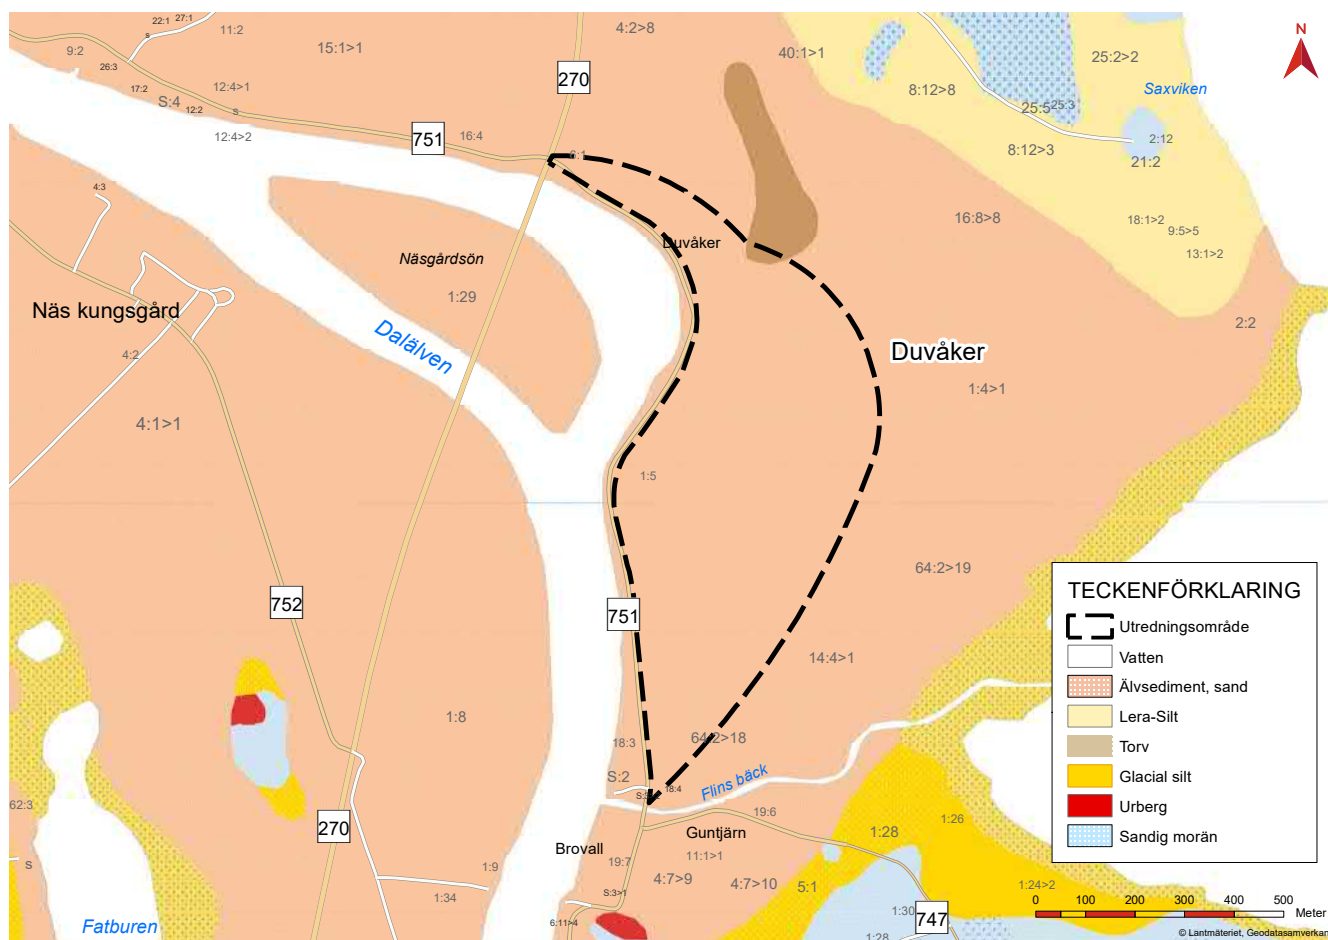 22:1
27:1
11:2
15:1>1
4:2>8
40:1>1
25:2>2
N
9:2
S
26:3
17:2
S:4
12:2
12:4>1
S
12:4>2
270
751
16:4
6:1
8:12>8
25:5
25:3
Saxviken
8:12>3
2:12
21:2
4:3
16:8>8
18:1>2
9:5>5
13:1>2
Näsgårdsön
Duvåker
1:29
Näs kungsgård
Dalälven
4:2
2:2
Duvåker
1:4>1
4:1>1
1:5
64:2>19
752
751
14:4>1
1:8
18:3
64:2>18
S:2
18:4
Flins bäck
62:3
270
19:6
Guntjärn
1:28
1:26
Brovall
19:7
11:1>1
S
1:9
1:34
4:7>9
4:7>10
5:1
S:3>1
6:11>4
1:24>2
1:30
747
1:28
Fatburen
TECKENFÖRKLARING
Utredningsområde
Vatten
Älvsediment, sand
Lera-Silt
Torv
Glacial silt
Urberg
Sandig morän
0 100 200 300 400 500
Meter
© Lantmäteriet, Geodatasamverkan